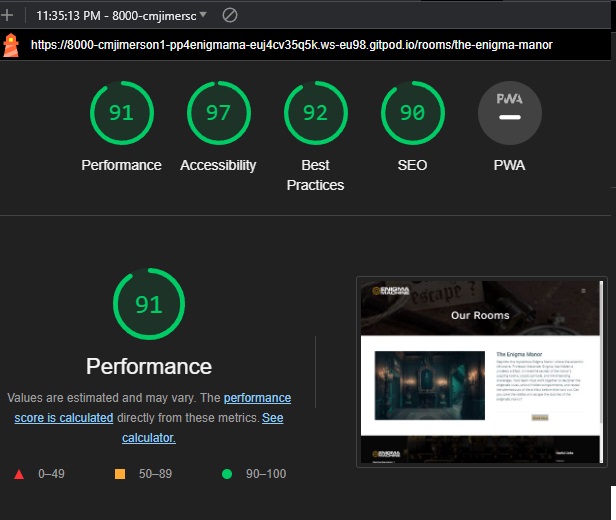 11:35:13 PM - 8000-cmjimersc
https://8000-cmjimerson1-pp4enigmama-euj4cv35q5k.ws-eu98.gitpod.io/rooms/the-enigma-manor
91 97 92 90 PWA
Performance Accessibility Best Practices SEO PWA
91
Performance
Values are estimated and may vary. The performance
score is calculated directly from these metrics. See
calculator.
0–49 50–89 90–100
ENIGMA
escape?
Our Rooms
The Enigma Manor
ENIGMA